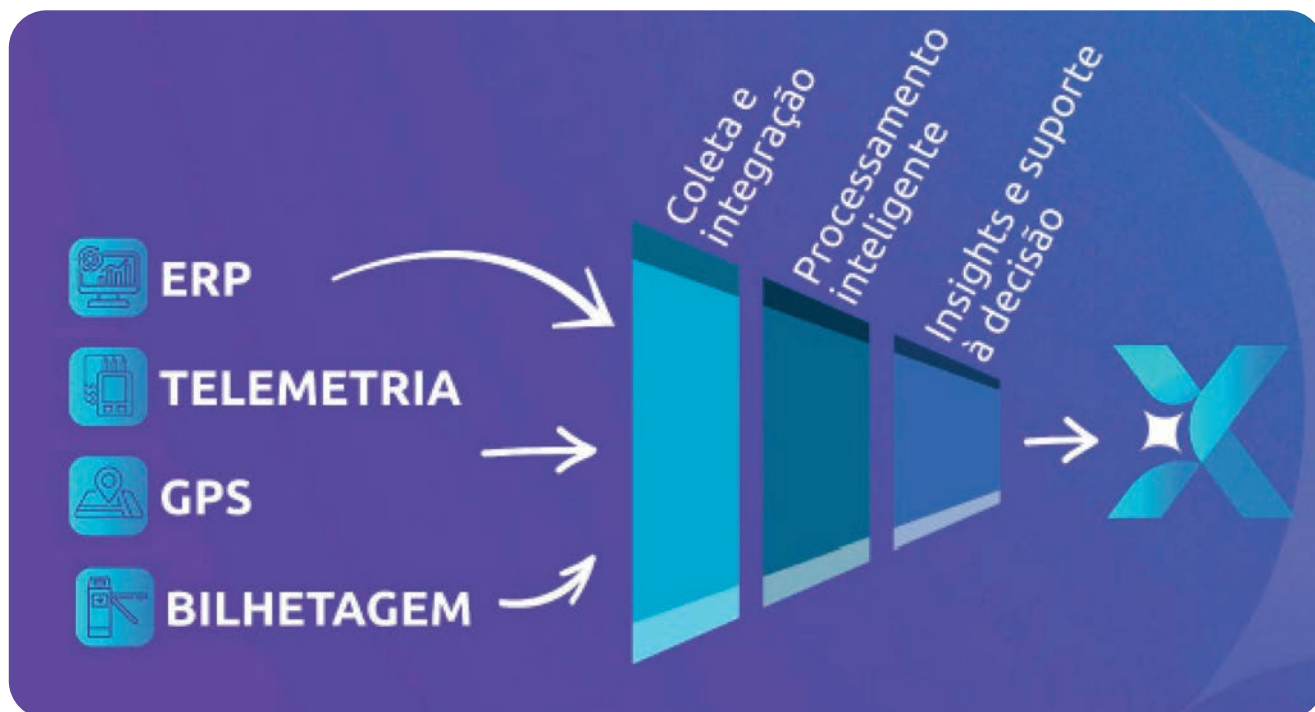 ERP
TELEMETRIA
GPS
BILHETAGEM
Coleta e
integração
Processamento
inteligente
Insights e suporte
à decisão